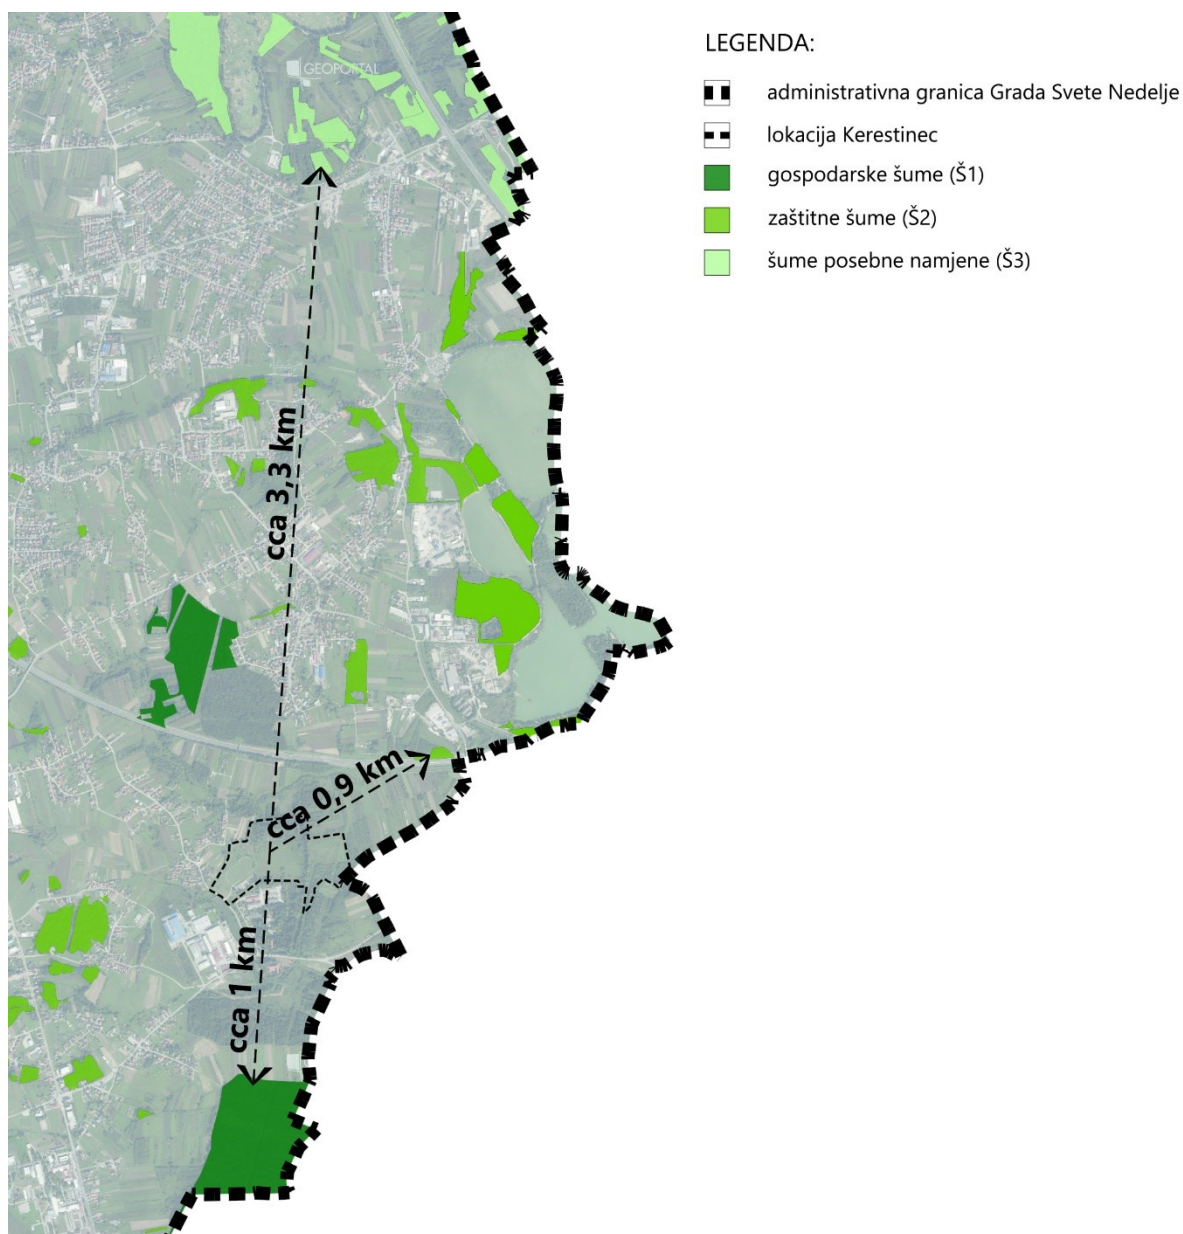 LEGENDA:
administrativna granica Grada Svete Nedelje
lokacija Kerestinec
gospodarske šume (Š1)
zaštitne šume (Š2)
šume posebne namjene (Š3)
GEOPORTAL
cca 3,3 km
cca 0,9 km
cca 1 km